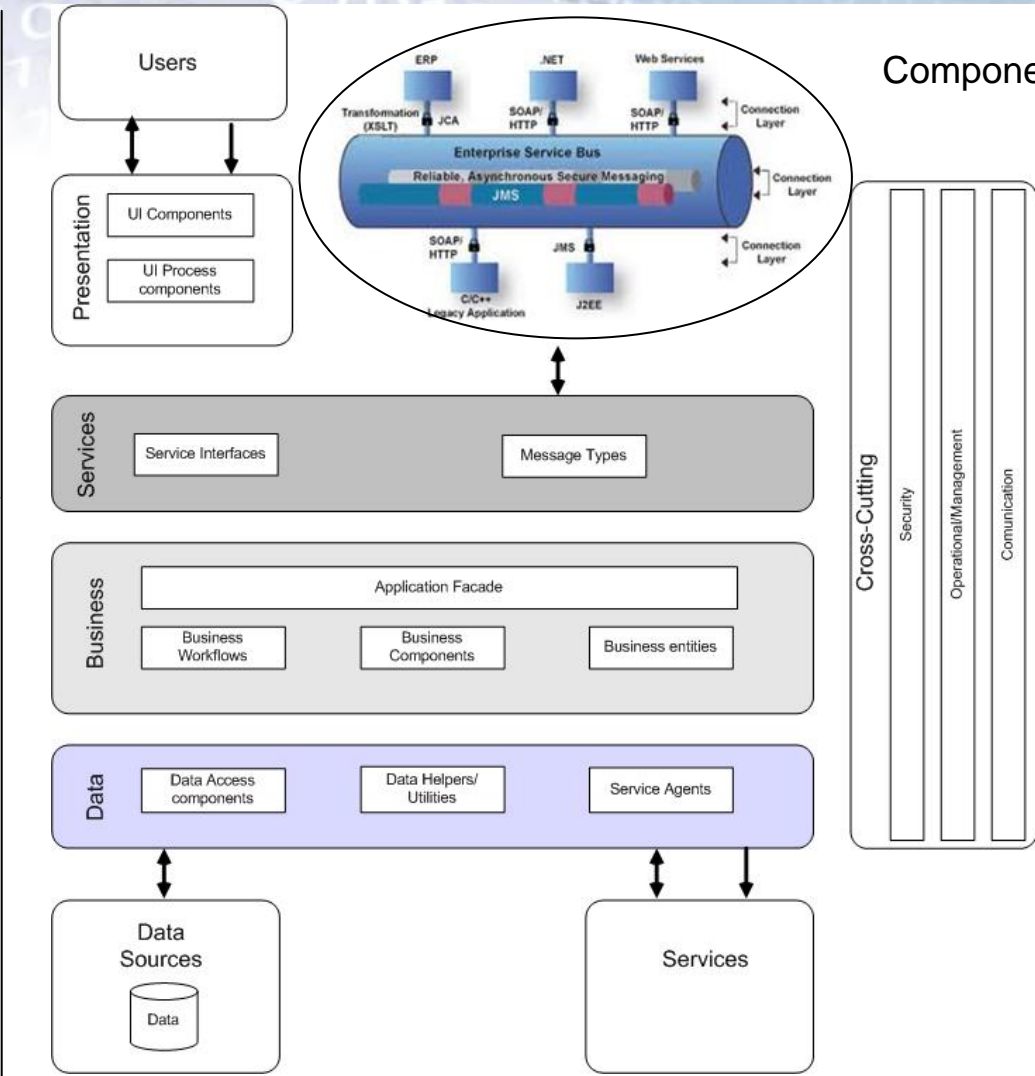 Users
Presentation
UI Components
UI Process
components
ERP
.NET
Web Services
Transformation
(XSLT)
JCA
SOAP/
HTTP
SOAP/
HTTP
Connection
Layer
Enterprise Service Bus
Reliable, Asynchronous Secure Messaging
JMS
Connection
Layer
SOAP/
HTTP
JMS
Connection
Layer
C/C++
Legacy Application
J2EE
Compone
Services
Service Interfaces
Message Types
Business
Application Facade
Business
Workflows
Business
Components
Business entities
Data
Data Access
components
Data Helpers/
Utilities
Service Agents
Data
Sources
Data
Services
Cross-Cutting
Security
Operational/Management
Comunication